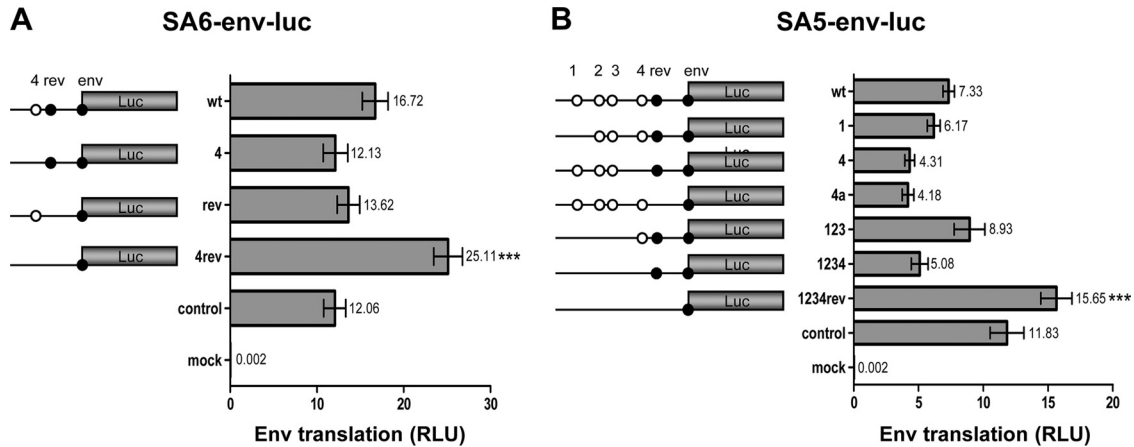 A SA6-env-luc
4 rev env
Luc
Luc
Luc
Luc
wt 16.72
4 12.13
rev 13.62
4rev 25.11***
control 12.06
mock 0.002
0 10 20 30
Env translation (RLU)
B SA5-env-luc
1 2 3 4 rev env
Luc
Luc
Luc
Luc
Luc
Luc
Luc
Luc
wt 7.33
1 6.17
4 4.31
4a 4.18
123 8.93
1234 5.08
1234rev 15.65 ***
control 11.83
mock 0.002
0 5 10 15 20
Env translation (RLU)